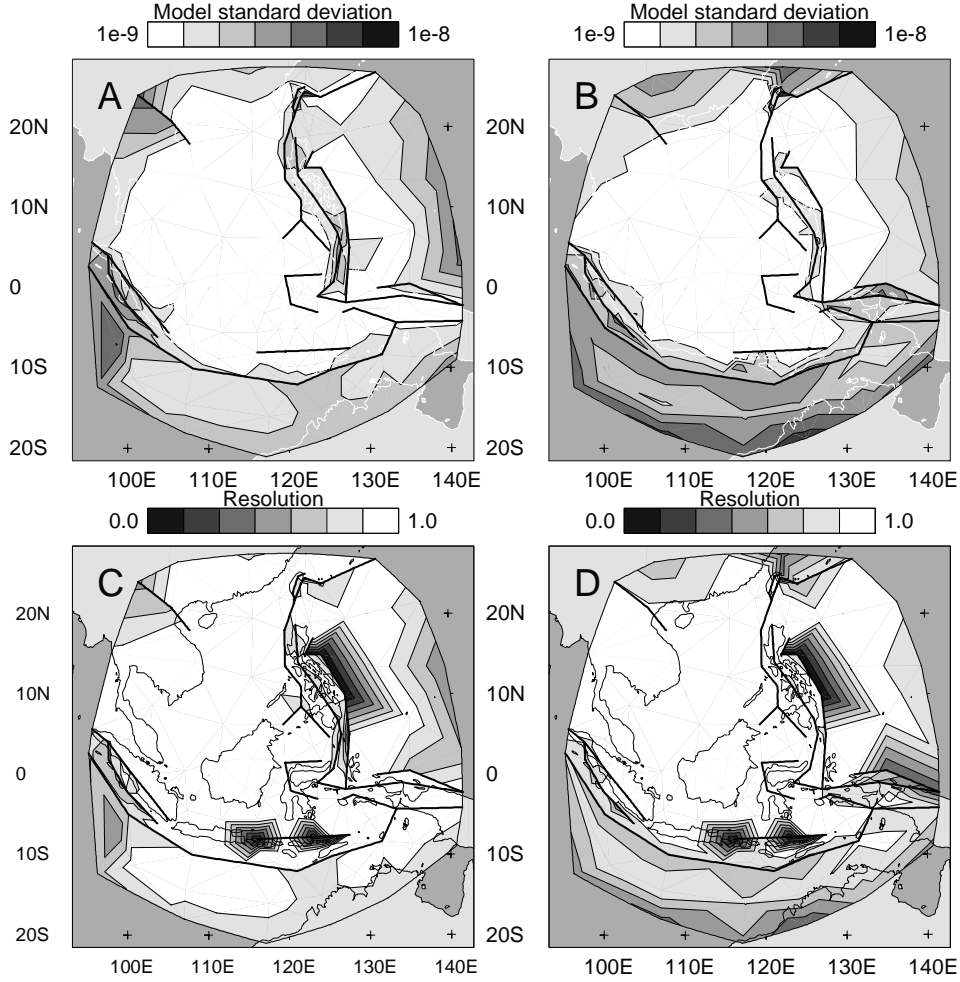 Model standard deviation
1e-9 1e-8
A
20N
10N
0
10S
20S
100E 110E 120E 130E 140E
Model standard deviation
1e-9 1e-8
B
20N
10N
0
10S
20S
100E 110E 120E 130E 140E
Resolution
0.0 1.0
C
20N
10N
0
10S
20S
100E 110E 120E 130E 140E
Resolution
0.0 1.0
D
20N
10N
0
10S
20S
100E 110E 120E 130E 140E